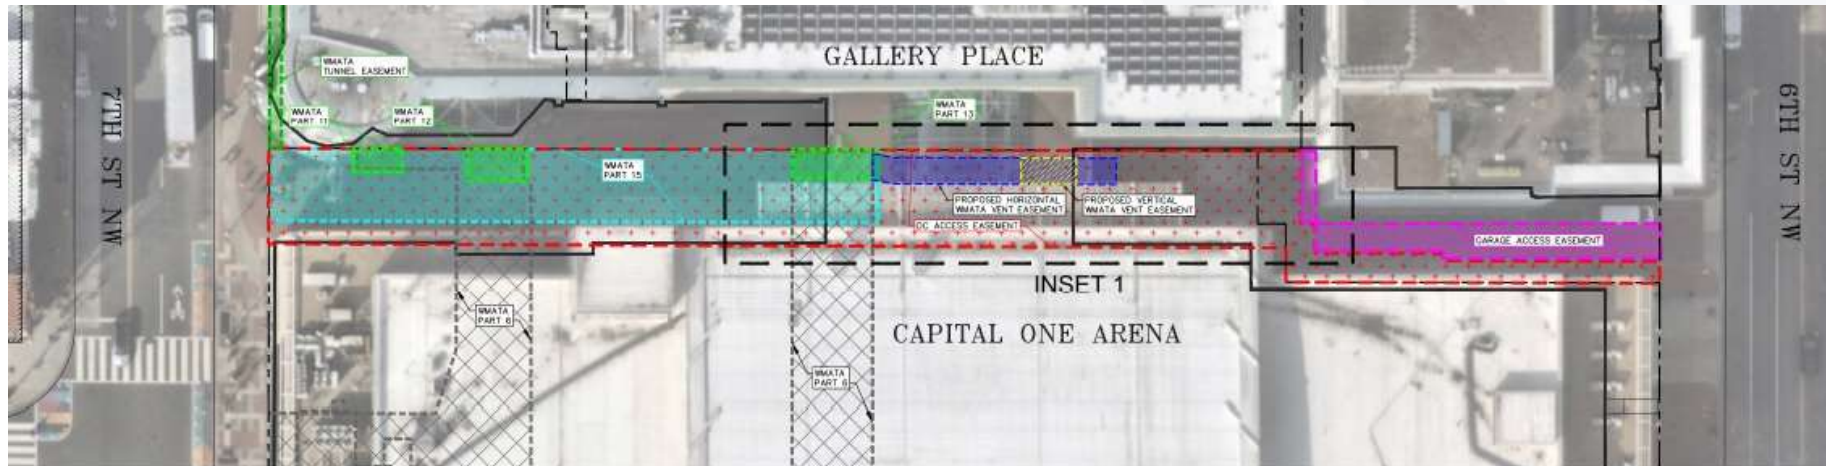 GALLERY PLACE
WMATA
TUNNEL EASEMENT
WMATA
PART 11
WMATA
PART 12
WMATA
PART 13
7TH ST NW
6TH ST NW
WMATA
PART 15
PROPOSED HORIZONTAL
WMATA VENT EASEMENT
PROPOSED VERTICAL
WMATA VENT EASEMENT
DC ACCESS EASEMENT
GARAGE ACCESS EASEMENT
INSET 1
WMATA
PART 6
CAPITAL ONE ARENA
WMATA
PART 6